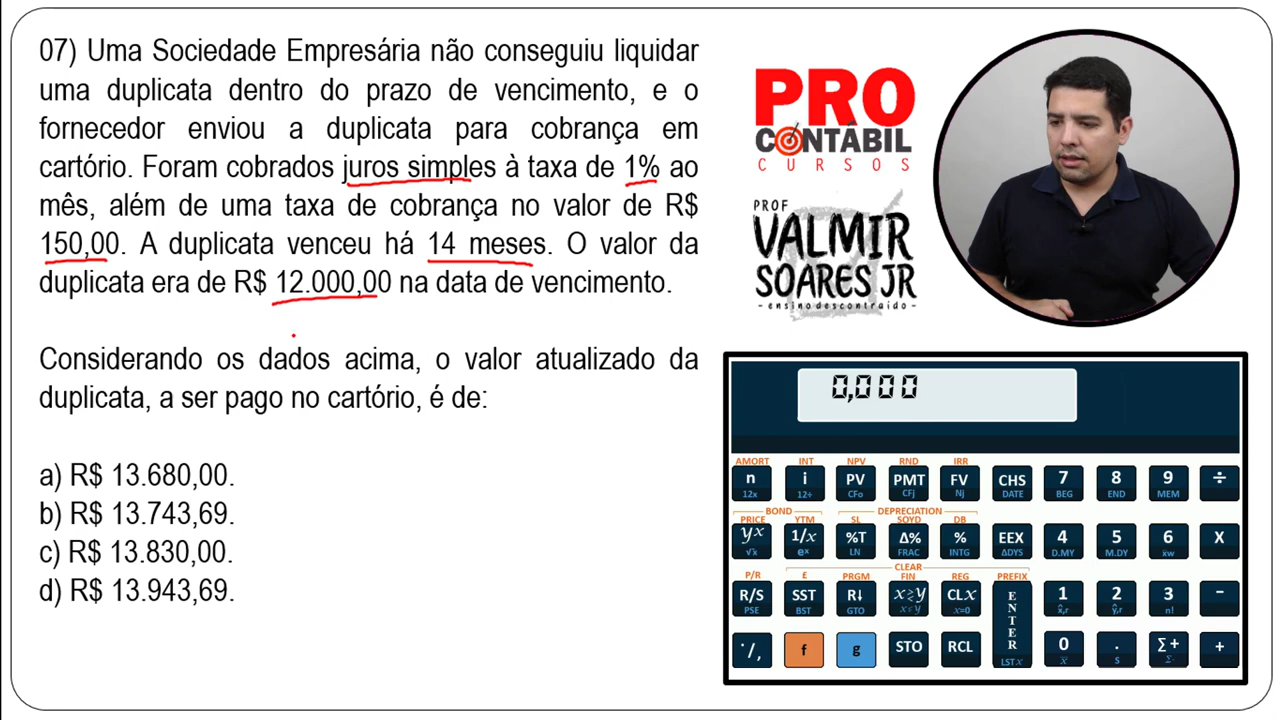 07) Uma Sociedade Empresária não conseguiu liquidar
uma duplicata dentro do prazo de vencimento, e o
fornecedor enviou a duplicata para cobrança em
cartório. Foram cobrados juros simples à taxa de 1% ao
mês, além de uma taxa de cobrança no valor de R$
150,00. A duplicata venceu há 14 meses. O valor da
duplicata era de R$ 12.000,00 na data de vencimento.
Considerando os dados acima, o valor atualizado da
duplicata, a ser pago no cartório, é de:
a) R$ 13.680,00.
b) R$ 13.743,69.
c) R$ 13.830,00.
d) R$ 13.943,69.
PRO
CONTÁBIL
CURSOS
PROF
VALMIR
SOARES JR
- ensino descontraído -
0,000
AMORT INT NPV RND IRR
n i PV PMT FV CHS 7 8 9 ÷
12x 12÷ CFo CFj Nj DATE BEG END MEM
BOND DEPRECIATION
PRICE YTM SL SOYD DB
yx 1/x %T Δ% % EEX 4 5 6 X
√x ex LN FRAC INTG ΔDYS D.MY M.DY x̄w
CLEAR
P/R £ PRGM FIN REG PREFIX
R/S SST R↓ x≷y CLx ENTER 1 2 3 −
PSE BST GTO x≤y x=0 x̂,r ŷ,r n!
·/, f g STO RCL 0 . Σ+ +
LSTx x̄ s Σ-